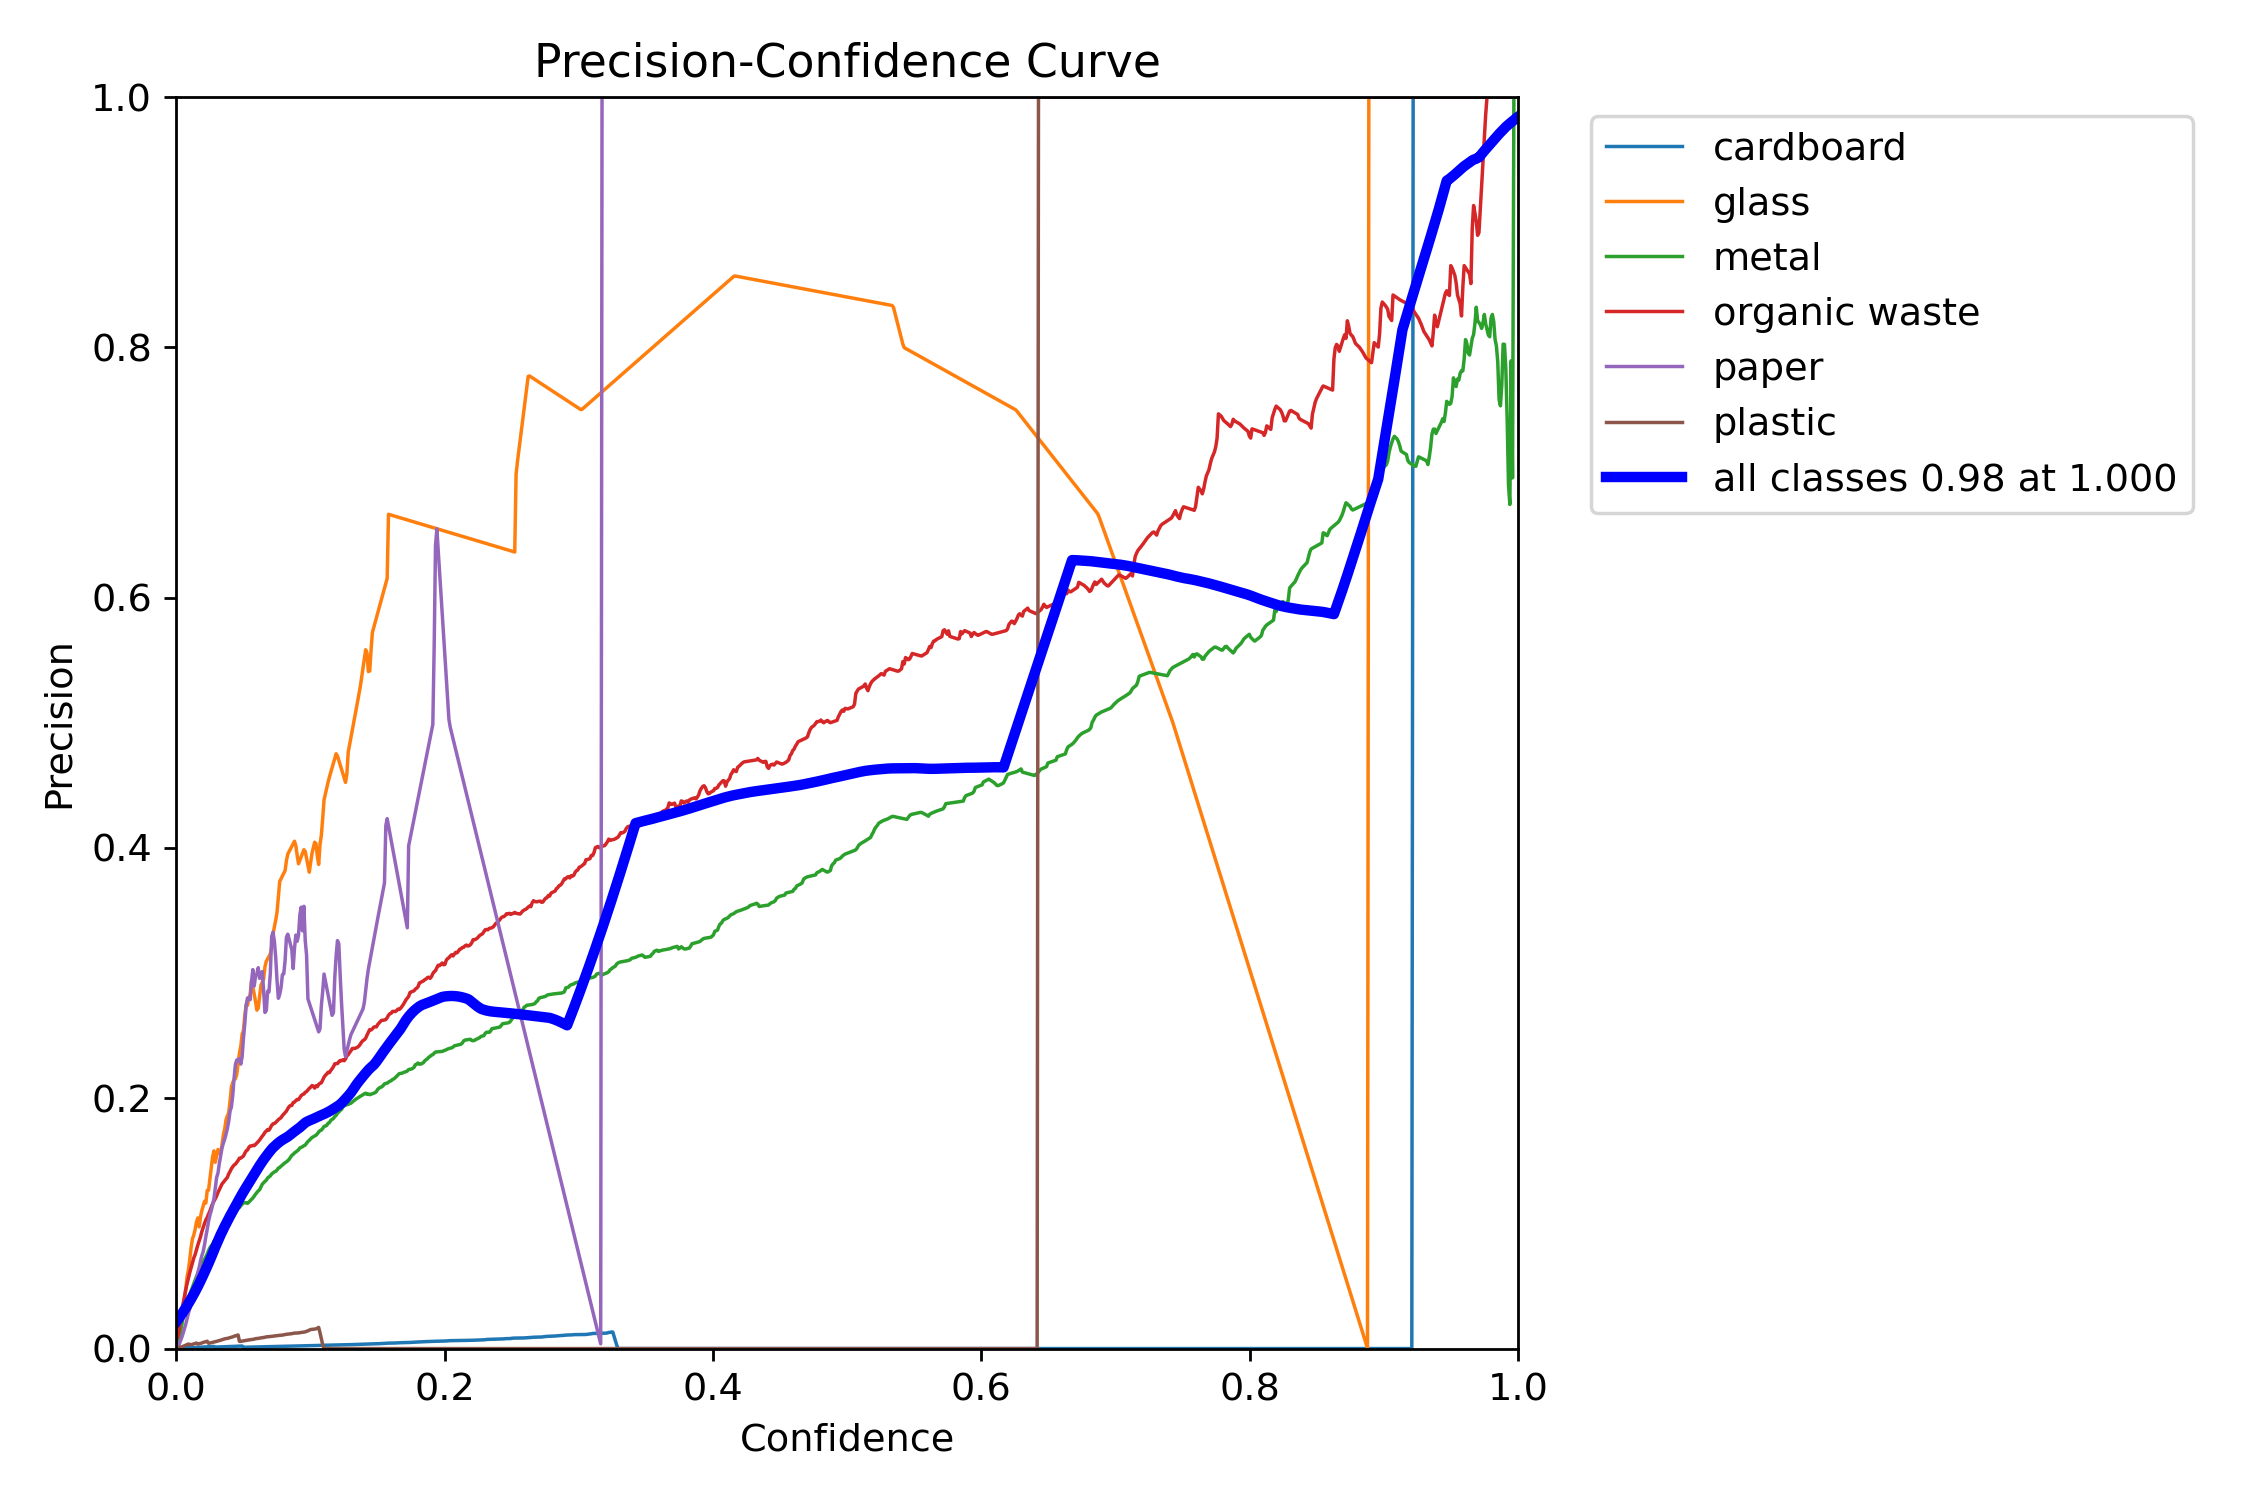 Precision-Confidence Curve
1.0
0.8
0.6
0.4
0.2
0.0
Precision
0.0 0.2 0.4 0.6 0.8 1.0
Confidence
cardboard
glass
metal
organic waste
paper
plastic
all classes 0.98 at 1.000